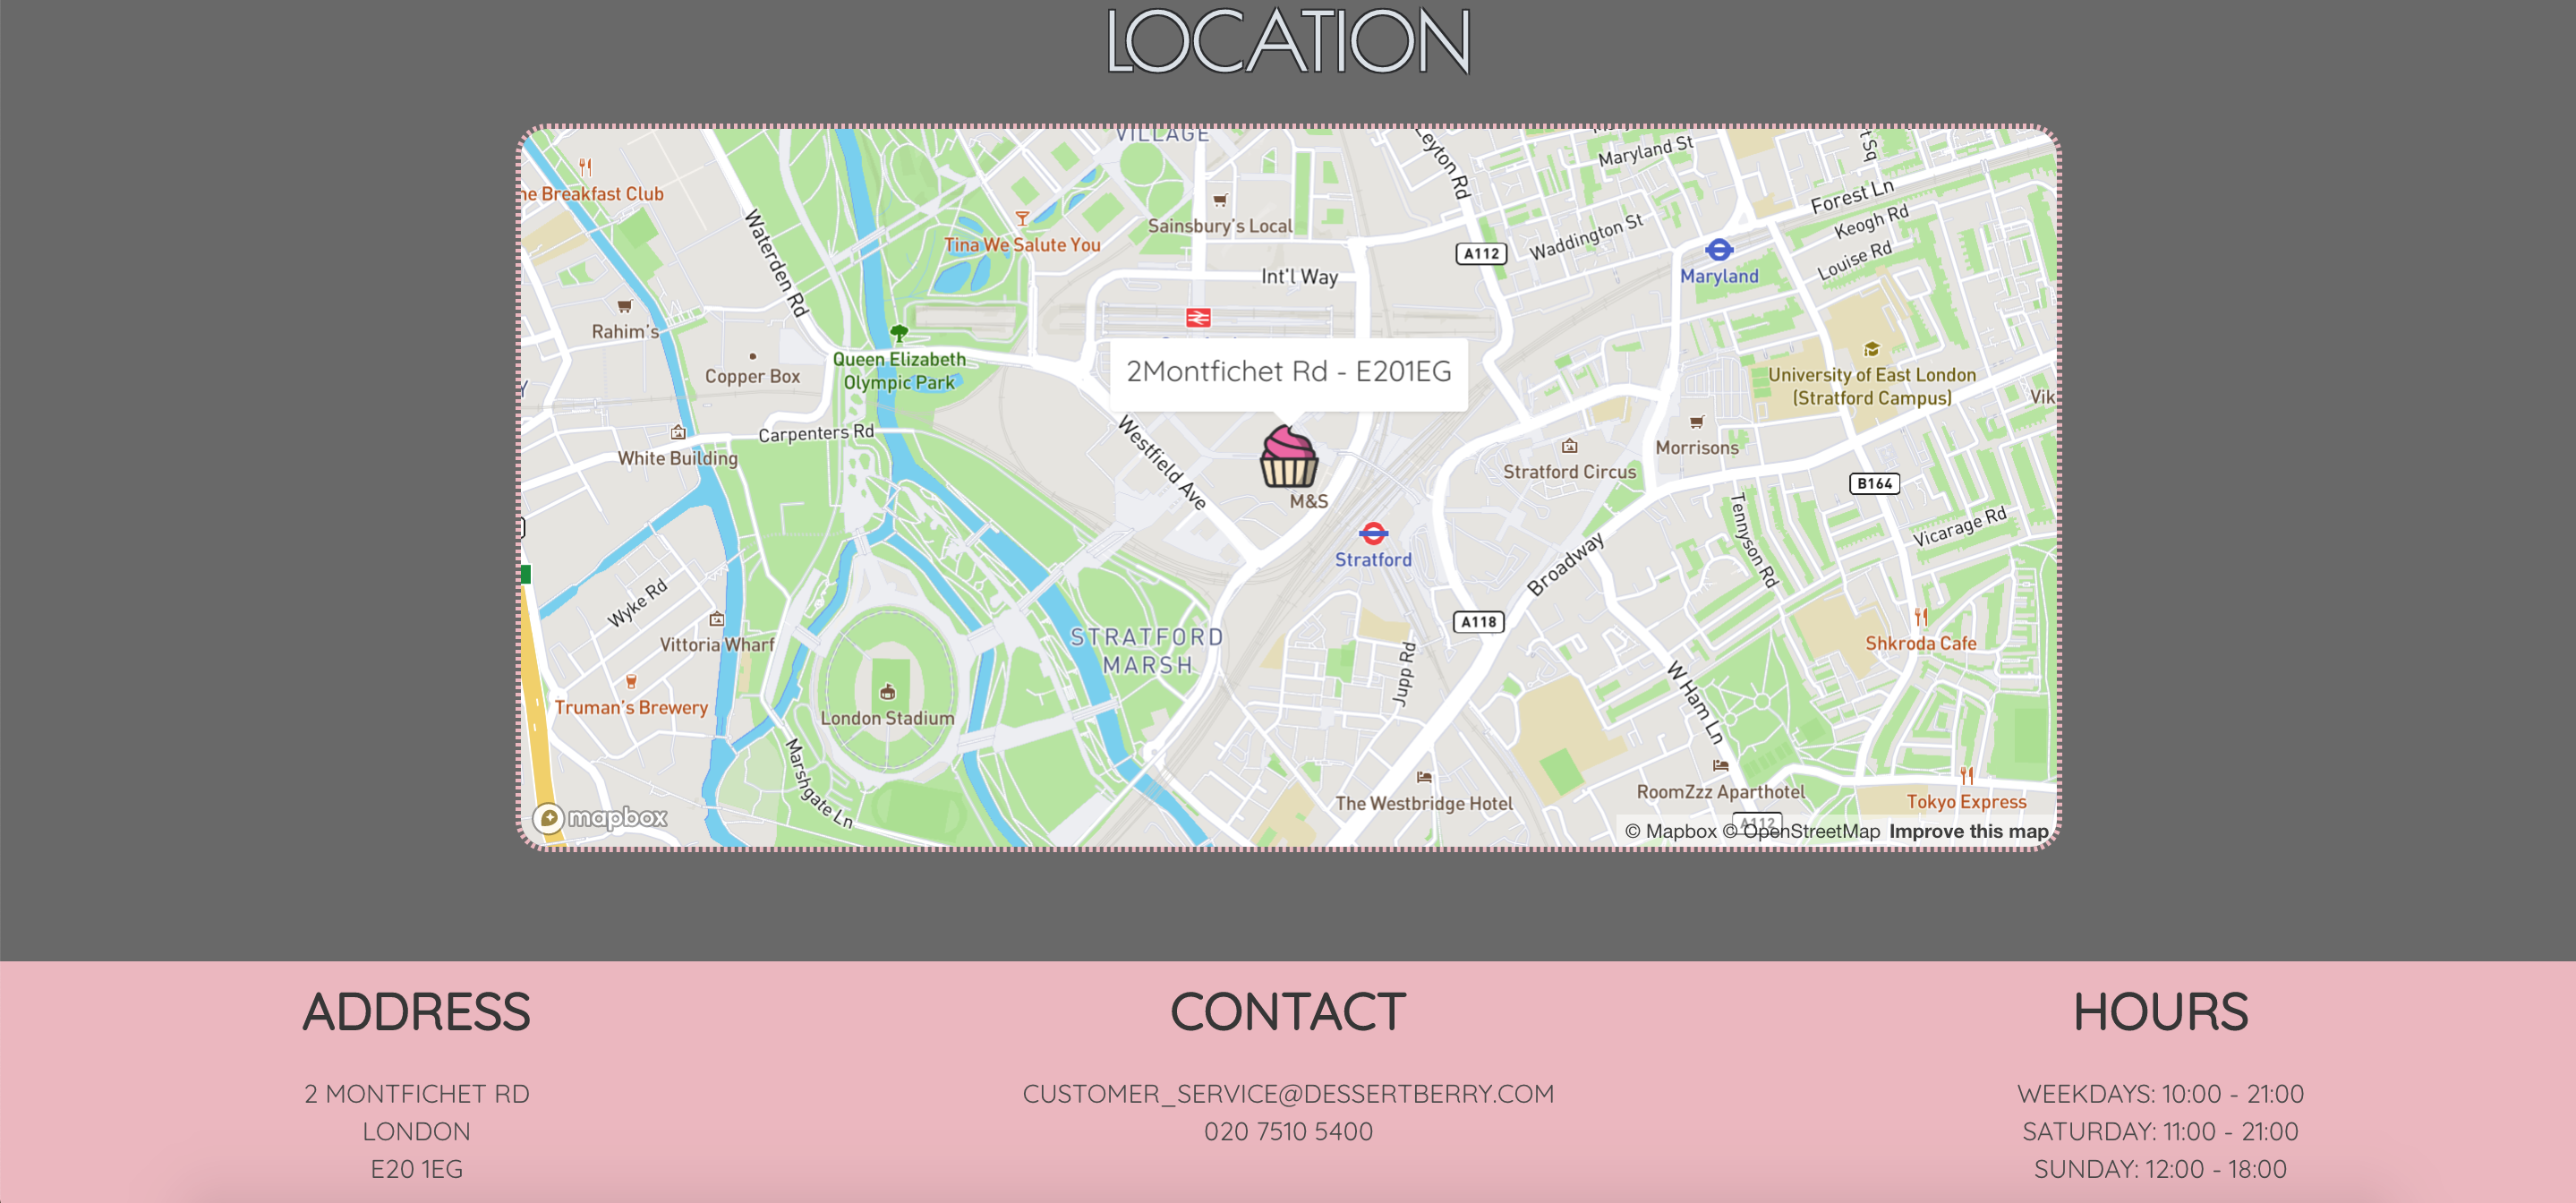 LOCATION
VILLAGE
Leyton Rd
Maryland St
t Sq
ne Breakfast Club
Forest Ln
Waterden Rd
Sainsbury's Local
Keogh Rd
Tina We Salute You
Waddington St
A112
Louise Rd
Int'l Way
Maryland
Rahim's
Queen Elizabeth
Olympic Park
Copper Box
2Montfichet Rd - E201EG
University of East London
(Stratford Campus)
Vik
Carpenters Rd
Westfield Ave
White Building
Stratford Circus
Morrisons
M&S
B164
Tennyson Rd
Vicarage Rd
Stratford
Broadway
Wyke Rd
A118
STRATFORD
MARSH
Vittoria Wharf
Shkroda Cafe
Jupp Rd
W Ham Ln
Truman's Brewery
London Stadium
Marshgate Ln
The Westbridge Hotel
RoomZzz Aparthotel
Tokyo Express
mapbox
A112
© Mapbox © OpenStreetMap Improve this map
ADDRESS
2 MONTFICHET RD
LONDON
E20 1EG
CONTACT
CUSTOMER_SERVICE@DESSERTBERRY.COM
020 7510 5400
HOURS
WEEKDAYS: 10:00 - 21:00
SATURDAY: 11:00 - 21:00
SUNDAY: 12:00 - 18:00